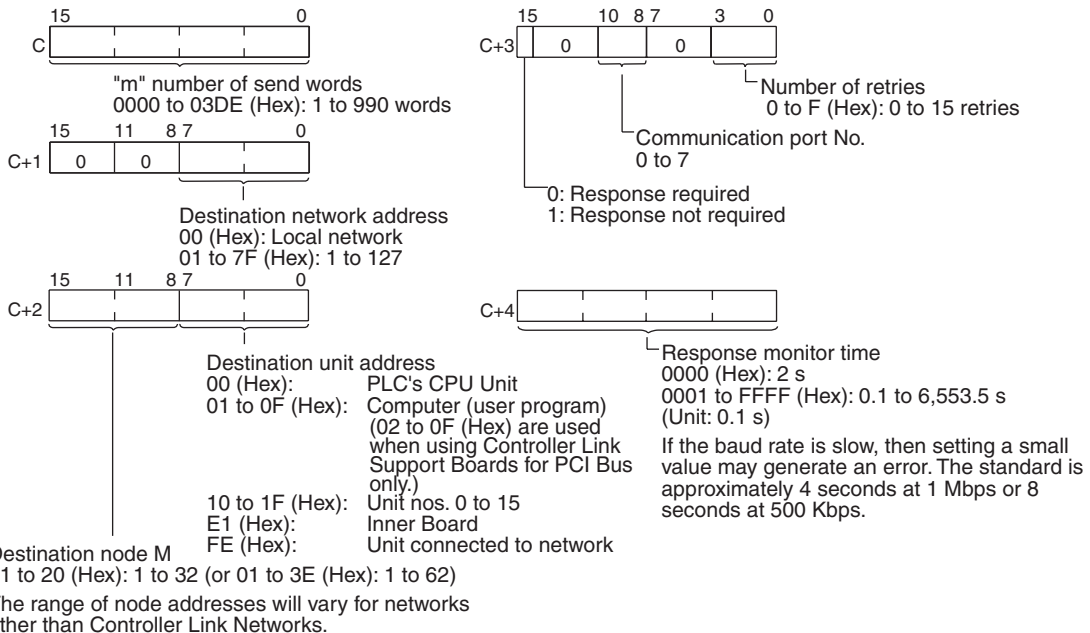 15 0
C
"m" number of send words
0000 to 03DE (Hex): 1 to 990 words
15 11 8 7 0
C+1 0 0
Destination network address
00 (Hex): Local network
01 to 7F (Hex): 1 to 127
15 11 8 7 0
C+2
Destination unit address
00 (Hex): PLC's CPU Unit
01 to 0F (Hex): Computer (user program)
(02 to 0F (Hex) are used
when using Controller Link
Support Boards for PCI Bus
only.)
10 to 1F (Hex): Unit nos. 0 to 15
E1 (Hex): Inner Board
FE (Hex): Unit connected to network
estination node M
1 to 20 (Hex): 1 to 32 (or 01 to 3E (Hex): 1 to 62)
he range of node addresses will vary for networks
ther than Controller Link Networks.
15 10 8 7 3 0
C+3 0 0
Number of retries
0 to F (Hex): 0 to 15 retries
Communication port No.
0 to 7
0: Response required
1: Response not required
C+4
Response monitor time
0000 (Hex): 2 s
0001 to FFFF (Hex): 0.1 to 6,553.5 s
(Unit: 0.1 s)
If the baud rate is slow, then setting a small
value may generate an error. The standard is
approximately 4 seconds at 1 Mbps or 8
seconds at 500 Kbps.